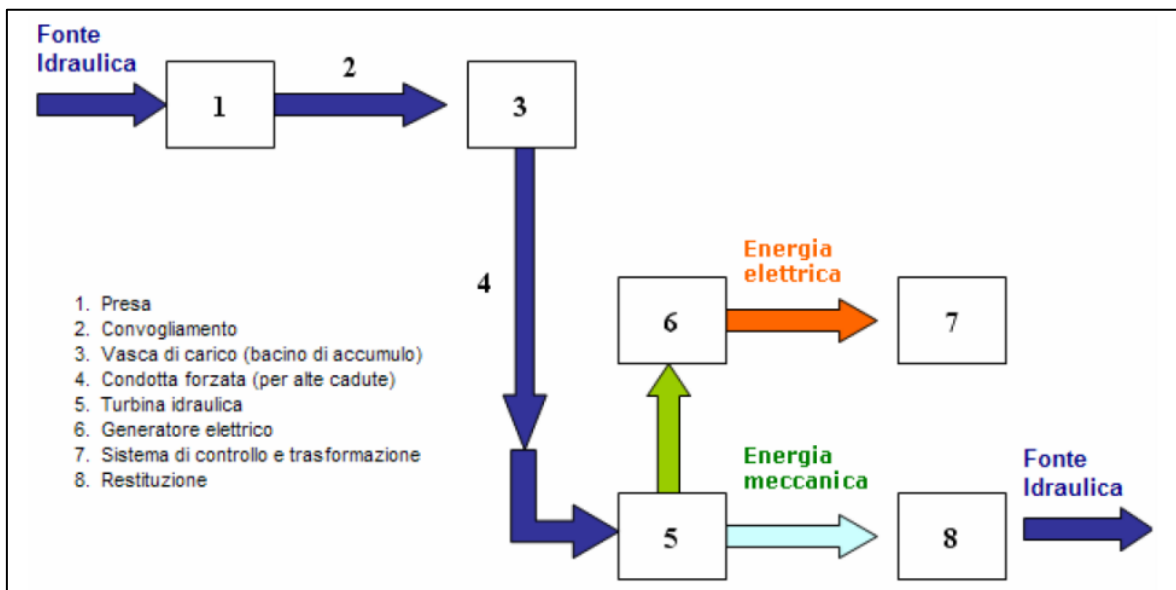 Fonte
Idraulica
1
2
3
4
1. Presa
2. Convogliamento
3. Vasca di carico (bacino di accumulo)
4. Condotta forzata (per alte cadute)
5. Turbina idraulica
6. Generatore elettrico
7. Sistema di controllo e trasformazione
8. Restituzione
Energia
elettrica
6
7
Energia
meccanica
5
8
Fonte
Idraulica